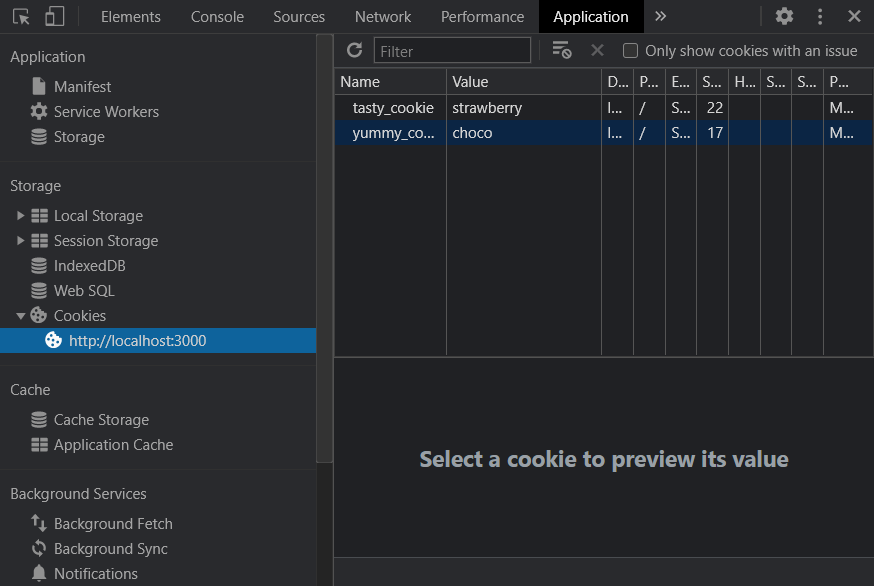 Elements Console Sources Network Performance Application
Application
Manifest
Service Workers
Storage
Storage
Local Storage
Session Storage
IndexedDB
Web SQL
Cookies
http://localhost:3000
Cache
Cache Storage
Application Cache
Background Services
Background Fetch
Background Sync
Notifications
Filter Only show cookies with an issue
Name Value D... P... E... S... H... S... S... P...
tasty_cookie strawberry I... / S... 22 M...
yummy_co... choco I... / S... 17 M...
Select a cookie to preview its value